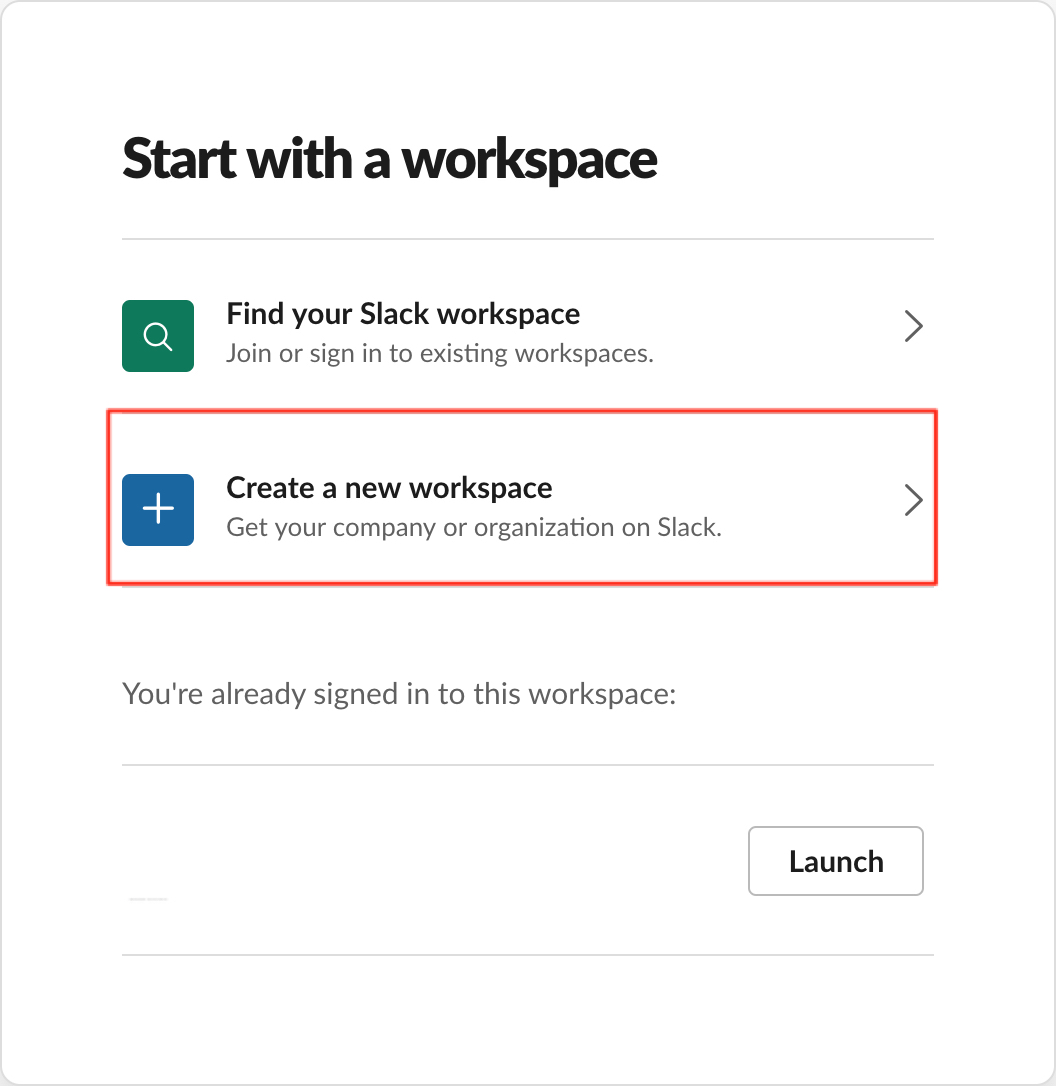 Start with a workspace
Find your Slack workspace
Join or sign in to existing workspaces.
Create a new workspace
Get your company or organization on Slack.
You're already signed in to this workspace:
Launch